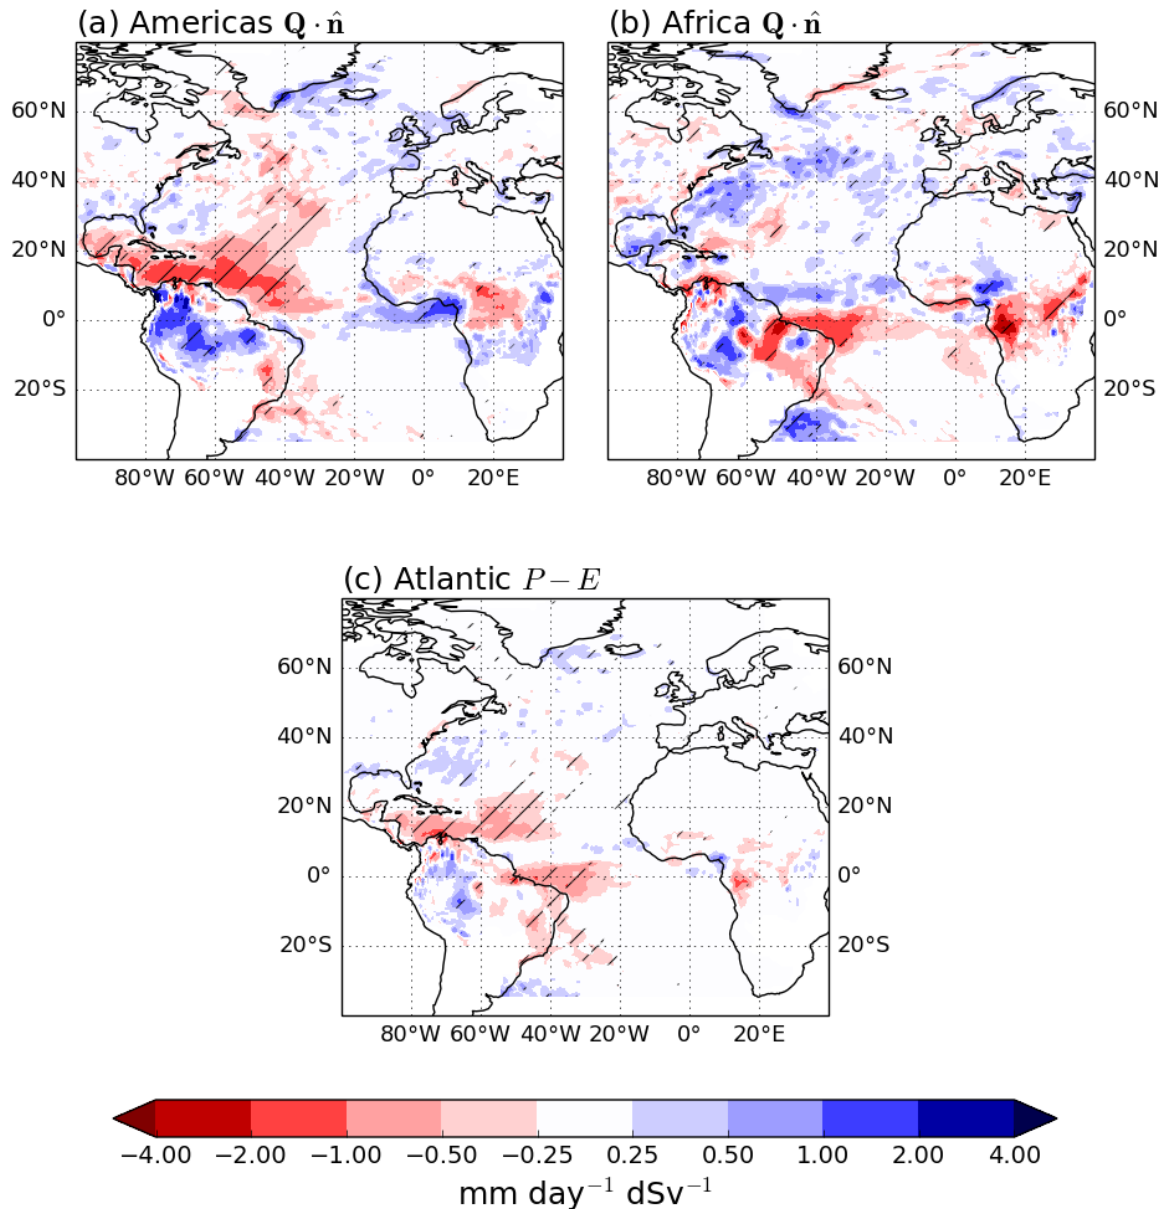 (a) Americas Q · n̂
(b) Africa Q · n̂
60°N
40°N
20°N
0°
20°S
60°N
40°N
20°N
0°
20°S
80°W 60°W 40°W 20°W 0° 20°E
80°W 60°W 40°W 20°W 0° 20°E
(c) Atlantic P − E
60°N
40°N
20°N
0°
20°S
60°N
40°N
20°N
0°
20°S
80°W 60°W 40°W 20°W 0° 20°E
−4.00 −2.00 −1.00 −0.50 −0.25 0.25 0.50 1.00 2.00 4.00
mm day⁻¹ dSv⁻¹